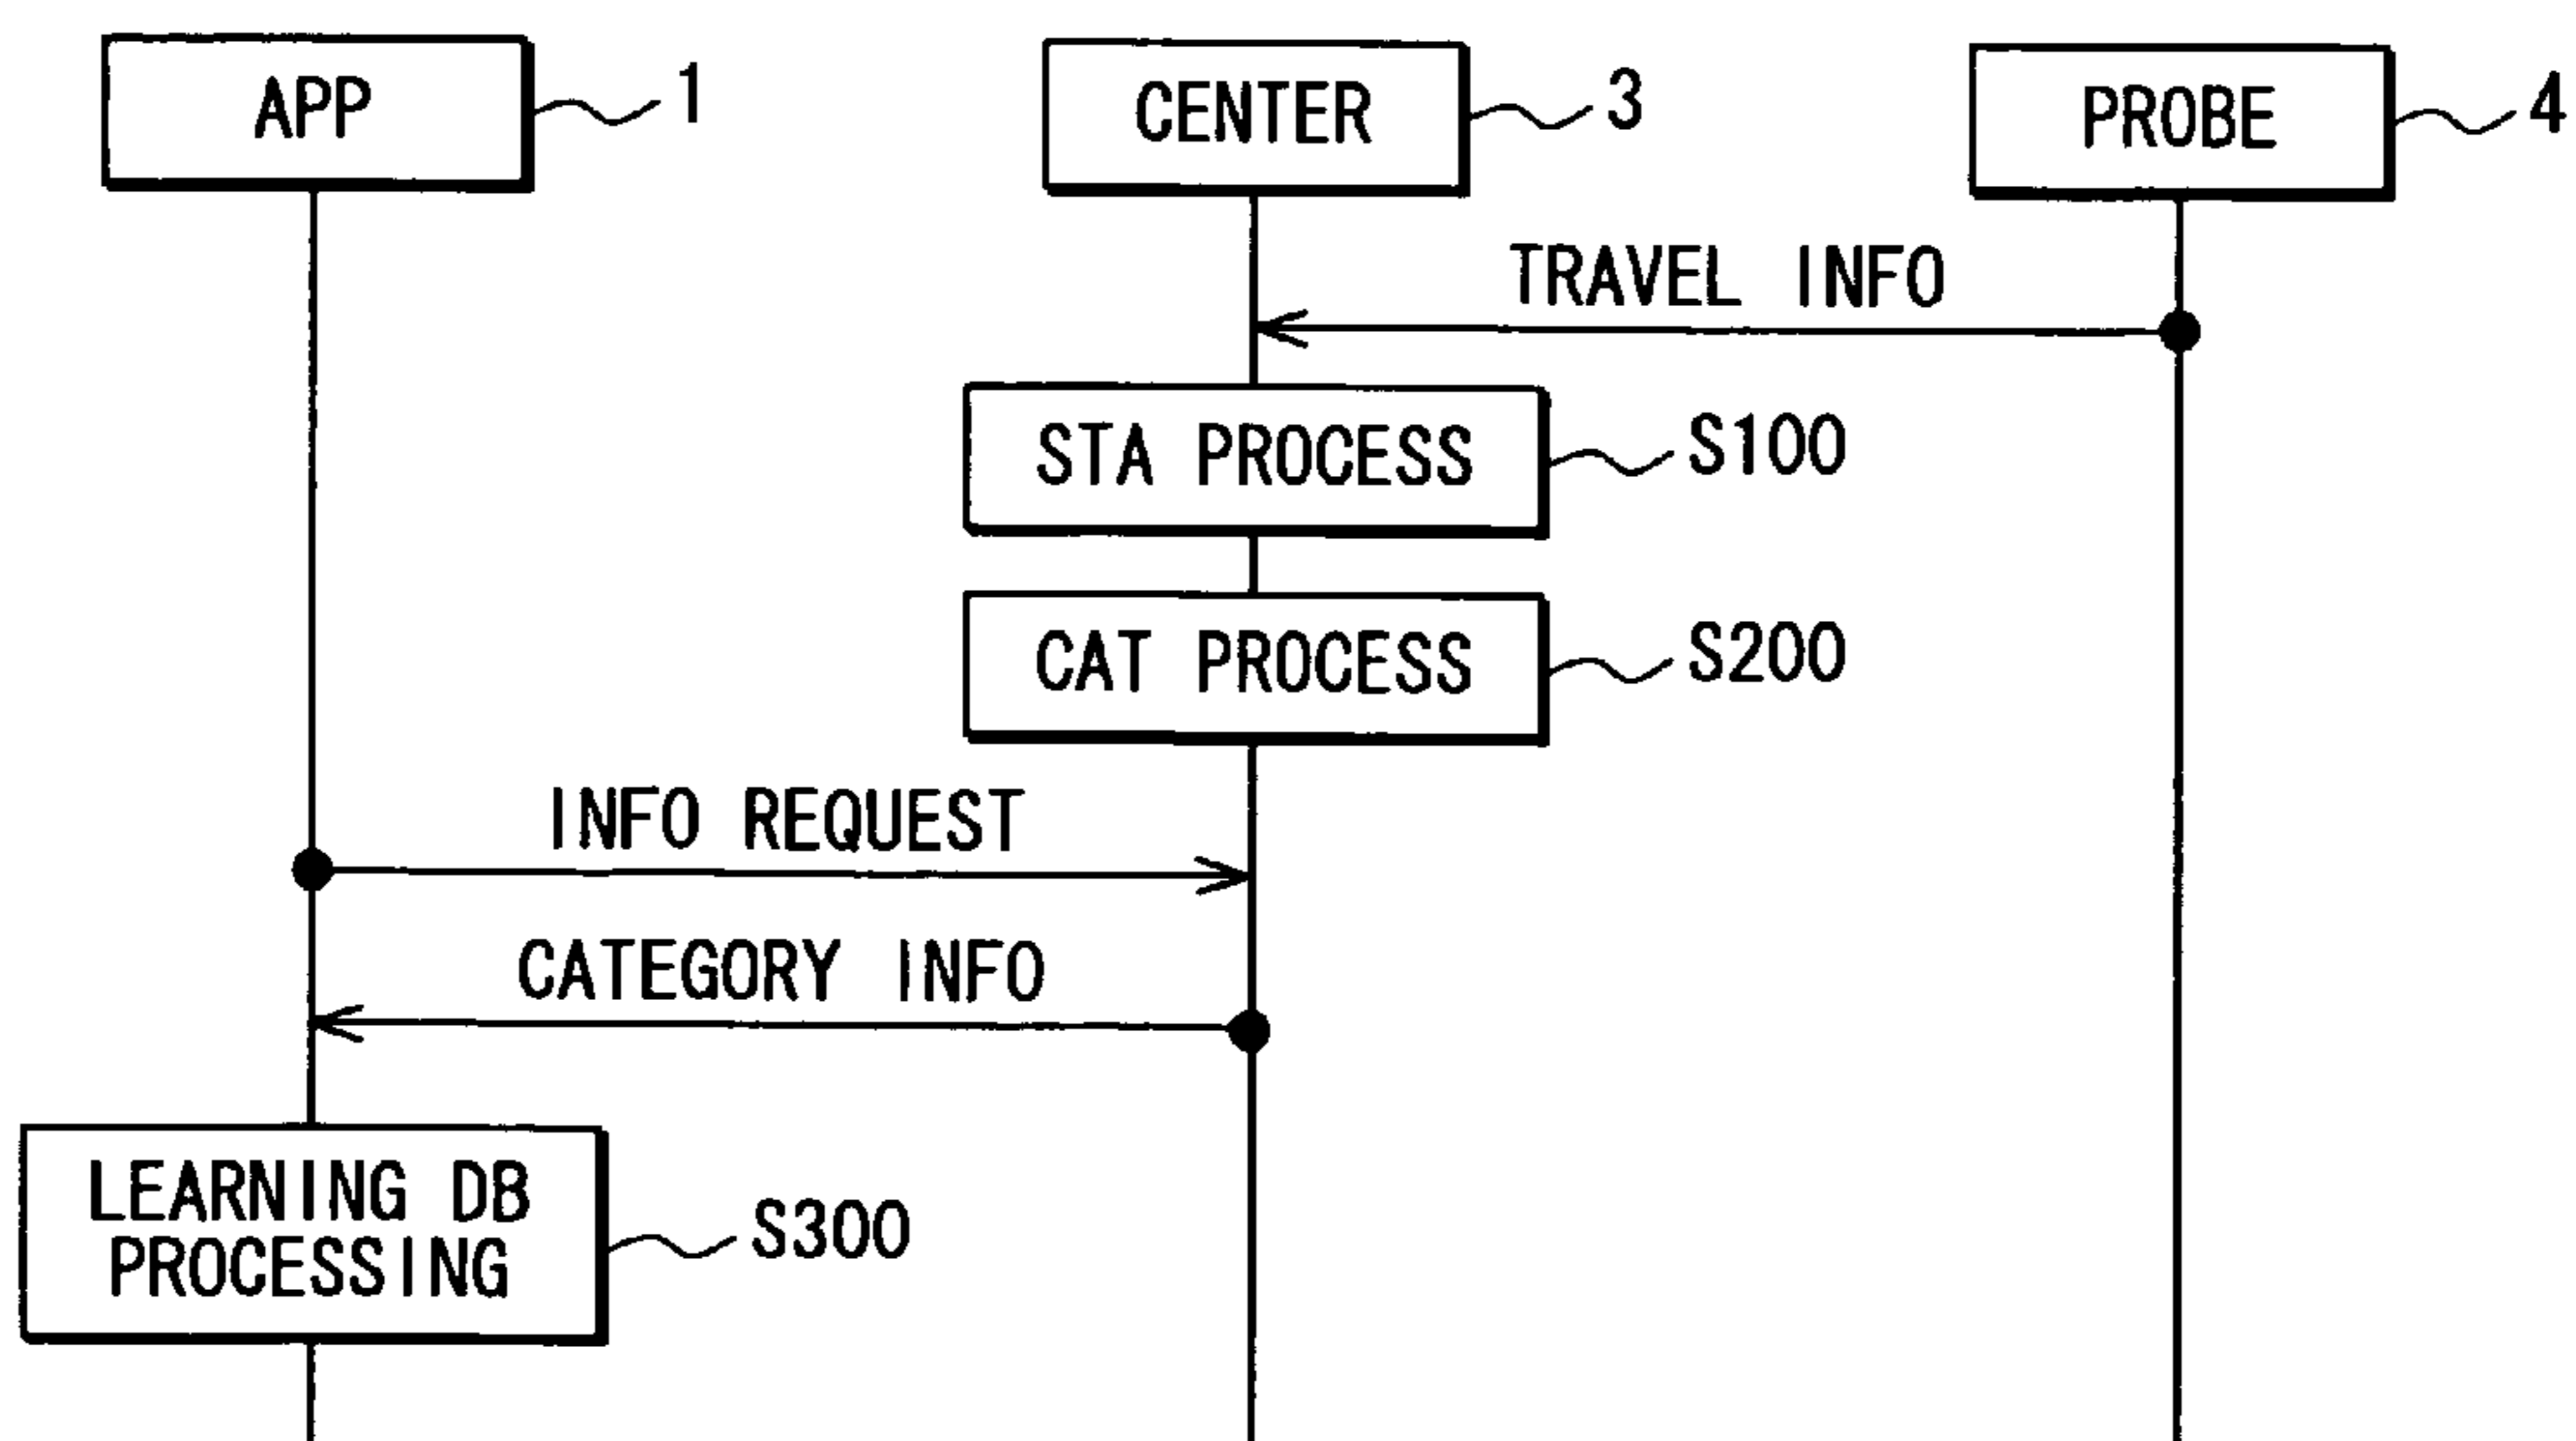 APP 1
CENTER 3
PROBE 4
TRAVEL INFO
STA PROCESS S100
CAT PROCESS S200
INFO REQUEST
CATEGORY INFO
LEARNING DB
PROCESSING
S300